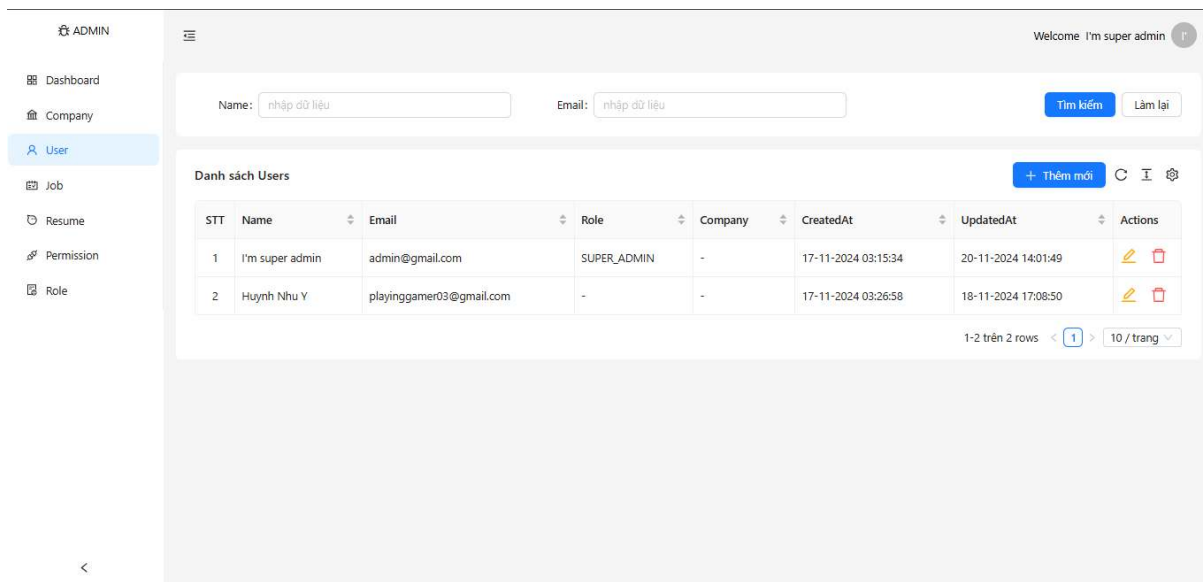 ADMIN
Welcome I'm super admin I'
Dashboard
Company
User
Job
Resume
Permission
Role
Name: nhập dữ liệu Email: nhập dữ liệu Tìm kiếm Làm lại
Danh sách Users + Thêm mới
STT Name Email Role Company CreatedAt UpdatedAt Actions
1 I'm super admin admin@gmail.com SUPER_ADMIN - 17-11-2024 03:15:34 20-11-2024 14:01:49
2 Huynh Nhu Y playinggamer03@gmail.com - - 17-11-2024 03:26:58 18-11-2024 17:08:50
1-2 trên 2 rows < 1 > 10 / trang